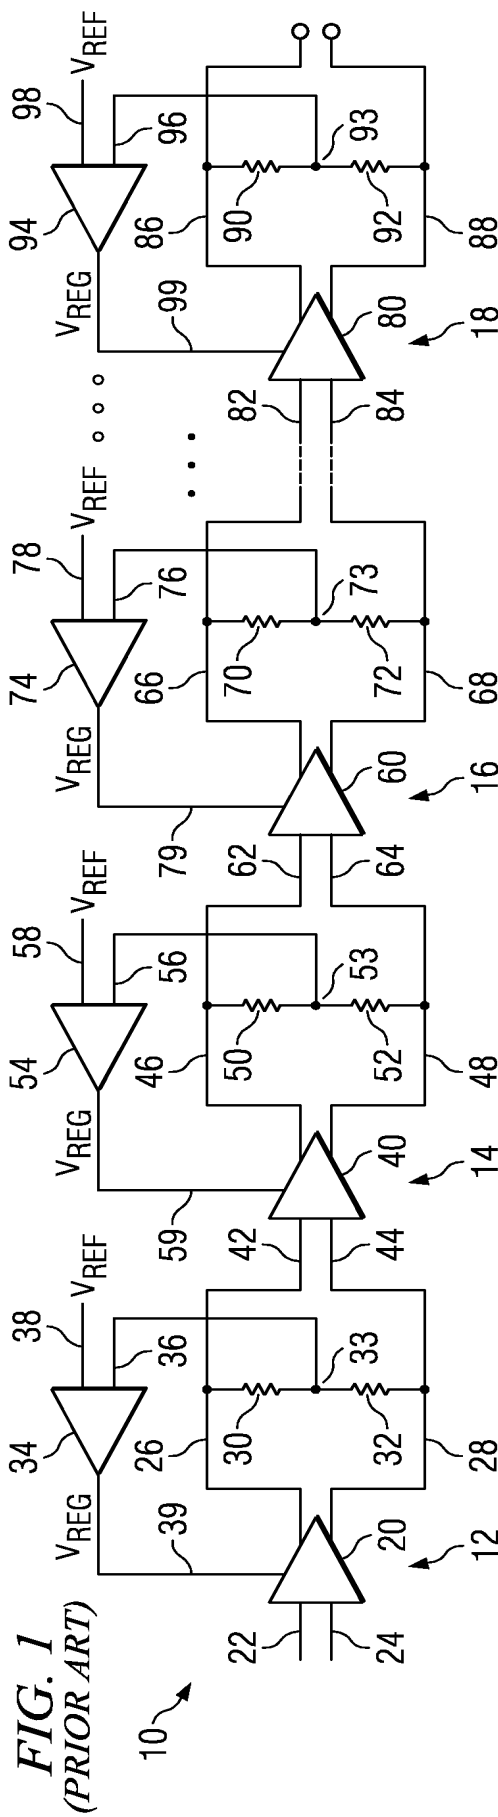 FIG. 1
(PRIOR ART)
10
38 VREF 58 VREF 78 VREF 98 VREF
34 36 54 56 74 76 94 96
VREG VREG VREG VREG
39 26 59 46 79 66 99 86
30 33 50 53 70 73 90 93
22 42 62 82
24 32 44 52 64 72 84 92
20 28 40 48 60 68 80 88
12 14 16 18